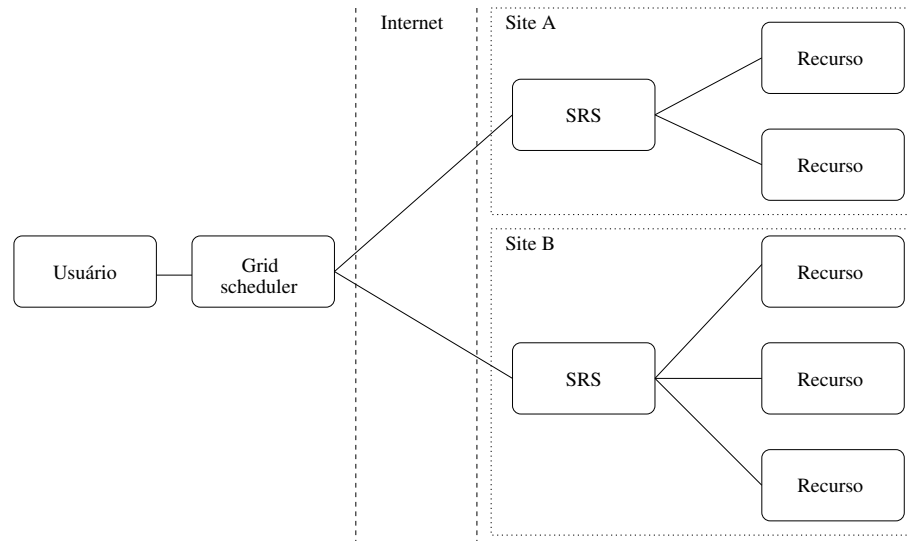 Internet
Site A
Recurso
SRS
Recurso
Site B
Recurso
Usuário
Grid
scheduler
SRS
Recurso
Recurso